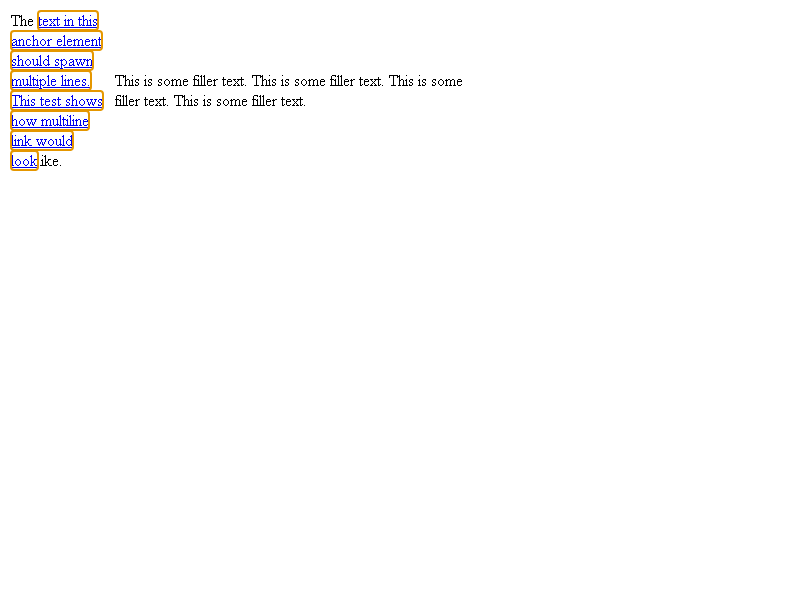 The text in this
anchor element
should spawn
multiple lines.
This test shows
how multiline
link would
look ike.
This is some filler text. This is some filler text. This is some
filler text. This is some filler text.